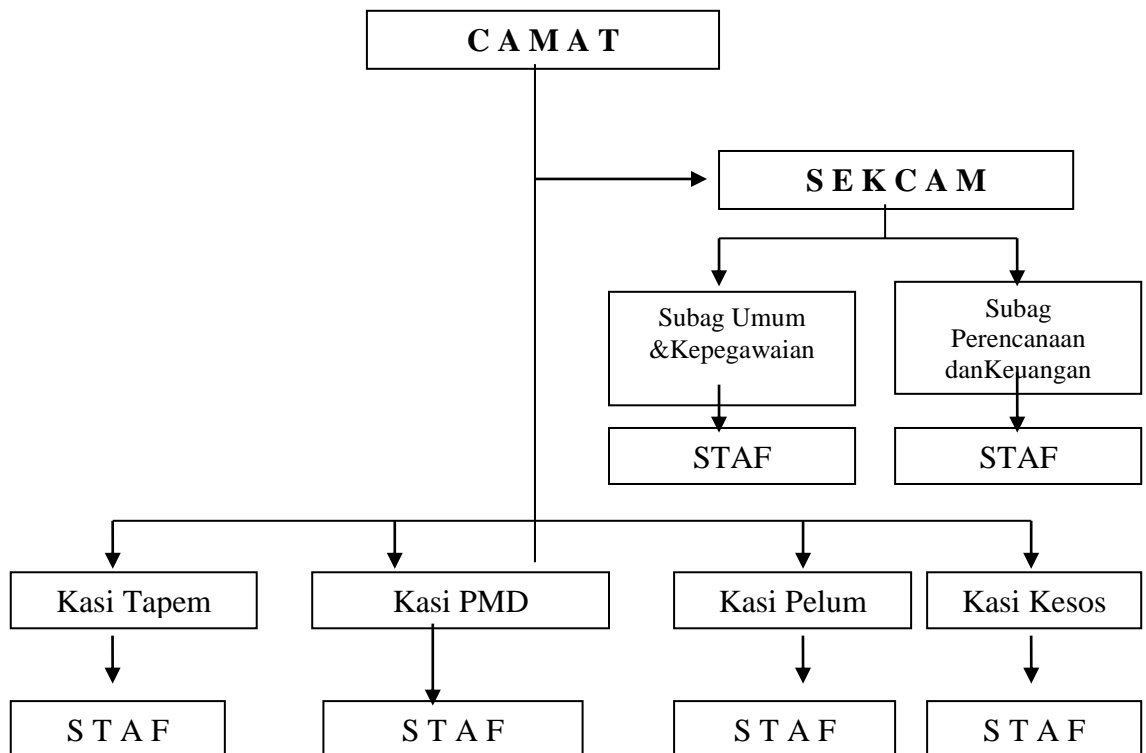 C A M A T
S E K C A M
Subag Umum
&Kepegawaian
Subag
Perencanaan
danKeuangan
STAF
STAF
Kasi Tapem
Kasi PMD
Kasi Pelum
Kasi Kesos
S T A F
S T A F
S T A F
S T A F